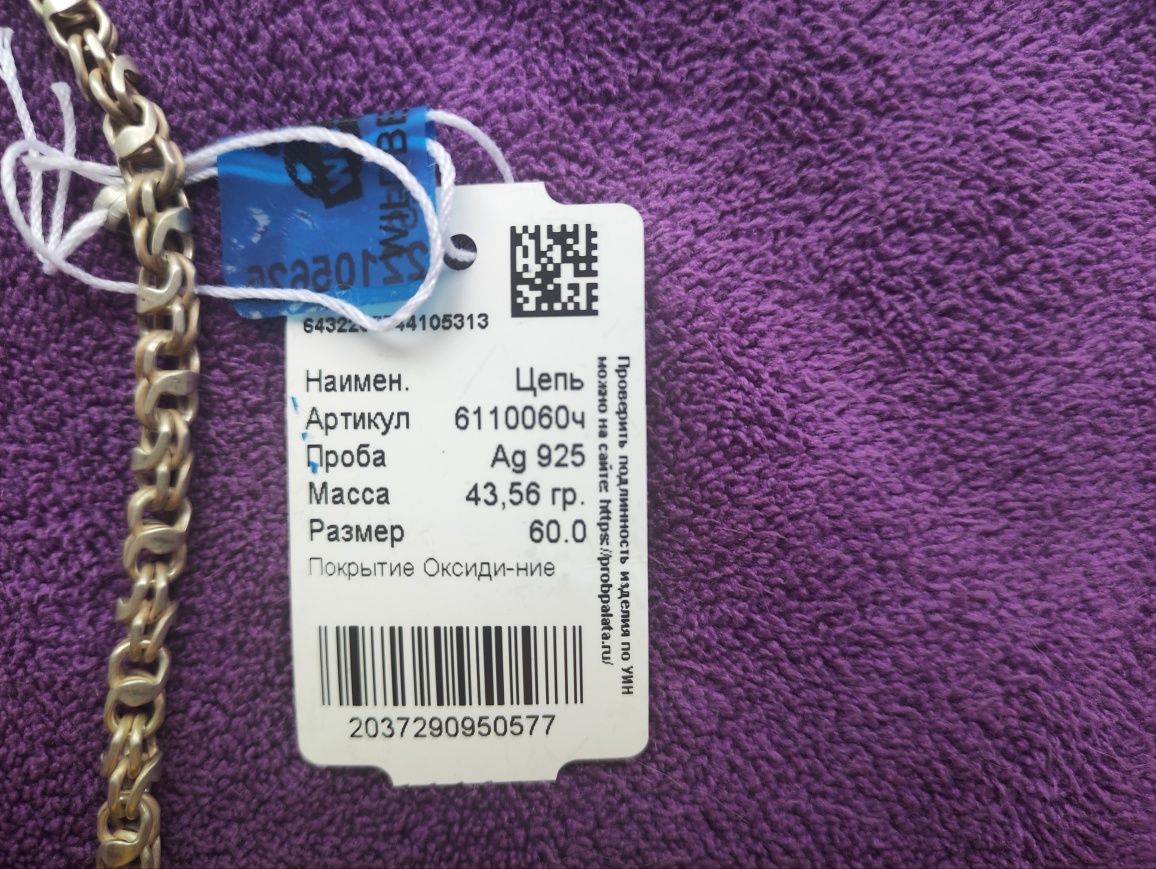 Наимен. Цепь
Артикул 6110060ч
Проба Ag 925
Масса 43,56 гр.
Размер 60.0
Покрытие Оксиди-ние
2037290950577
Проверить подлинность изделия по УИН
можно на сайте: https://probpalata.ru/